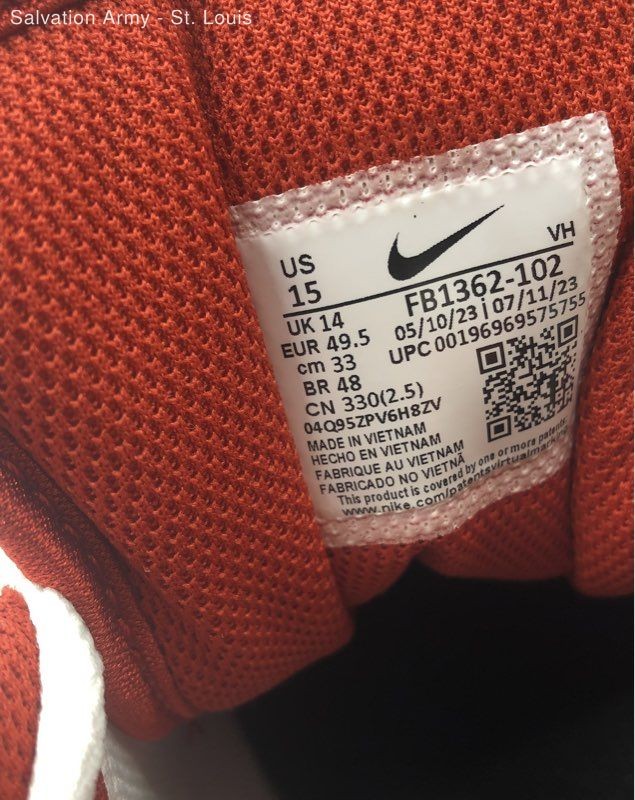 Salvation Army - St. Louis
VH
US
15
FB1362-102
UK 14
05/10/23 | 07/11/23
EUR 49.5
UPC 00196969575755
cm 33
BR 48
CN 330(2.5)
04Q95ZPV6H8ZV
MADE IN VIETNAM
HECHO EN VIETNAM
FABRIQUE AU VIETNAM
FABRICADO NO VIETNÃ
This product is covered by one or more patents.
www.nike.com/patentsvirtualmarking